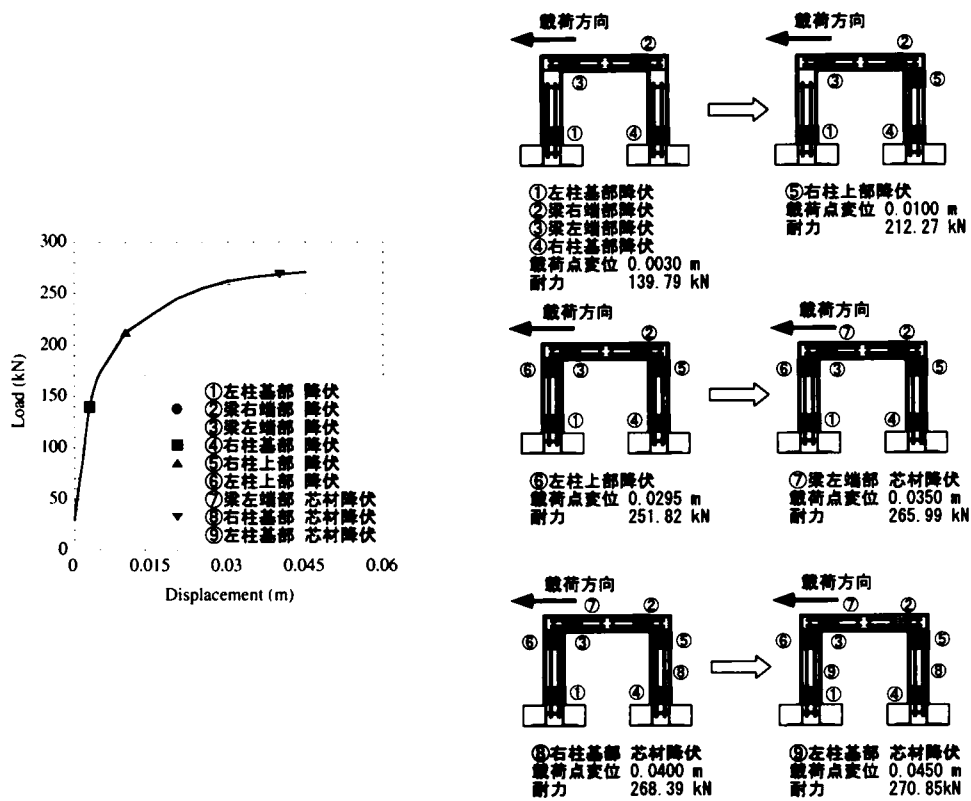 300
250
200
150
100
50
0
Load (kN)
0
0.015
0.03
0.045
0.06
Displacement (m)
①左柱基部 降伏
②梁右端部 降伏
③梁左端部 降伏
④右柱基部 降伏
⑤右柱上部 降伏
⑥左柱上部 降伏
⑦梁左端部 芯材降伏
⑧右柱基部 芯材降伏
⑨左柱基部 芯材降伏
載荷方向
②
③
①
④
①左柱基部降伏
②梁右端部降伏
③梁左端部降伏
④右柱基部降伏
載荷点変位 0.0030 m
耐力 139.79 kN
載荷方向
②
③
⑤
①
④
⑤右柱上部降伏
載荷点変位 0.0100 m
耐力 212.27 kN
載荷方向
②
⑥
③
⑤
①
④
⑥左柱上部降伏
載荷点変位 0.0295 m
耐力 251.82 kN
載荷方向
⑦
②
⑥
③
⑤
①
④
⑦梁左端部 芯材降伏
載荷点変位 0.0350 m
耐力 265.99 kN
載荷方向
⑦
②
⑥
③
⑤
⑧
①
④
⑧右柱基部 芯材降伏
載荷点変位 0.0400 m
耐力 268.39 kN
載荷方向
⑦
②
⑥
③
⑤
⑨
⑧
①
④
⑨左柱基部 芯材降伏
載荷点変位 0.0450 m
耐力 270.85kN